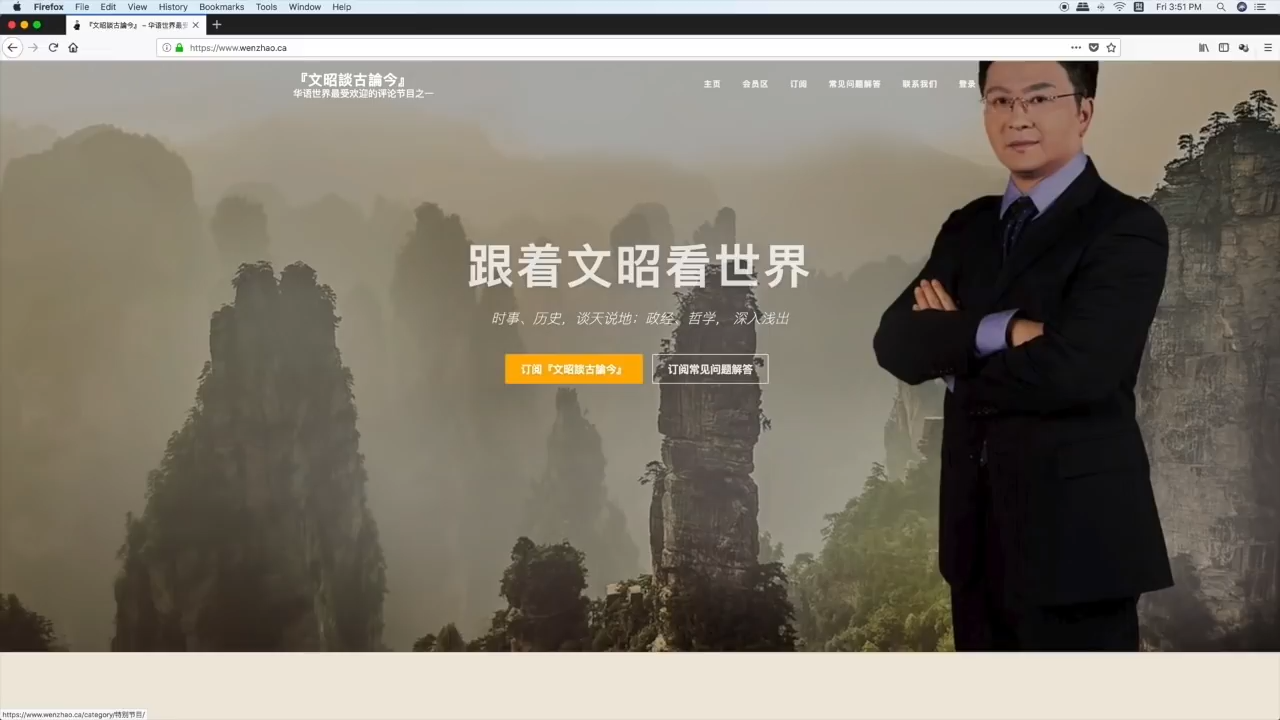 Firefox File Edit View History Bookmarks Tools Window Help Fri 3:51 PM
『文昭談古論今』 – 华语世界最受
https://www.wenzhao.ca
『文昭談古論今』
华语世界最受欢迎的评论节目之一
主页 会员区 订阅 常见问题解答 联系我们 登录
跟着文昭看世界
时事、历史，谈天说地；政经、哲学， 深入浅出
订阅『文昭談古論今』 订阅常见问题解答
https://www.wenzhao.ca/category/特别节目/